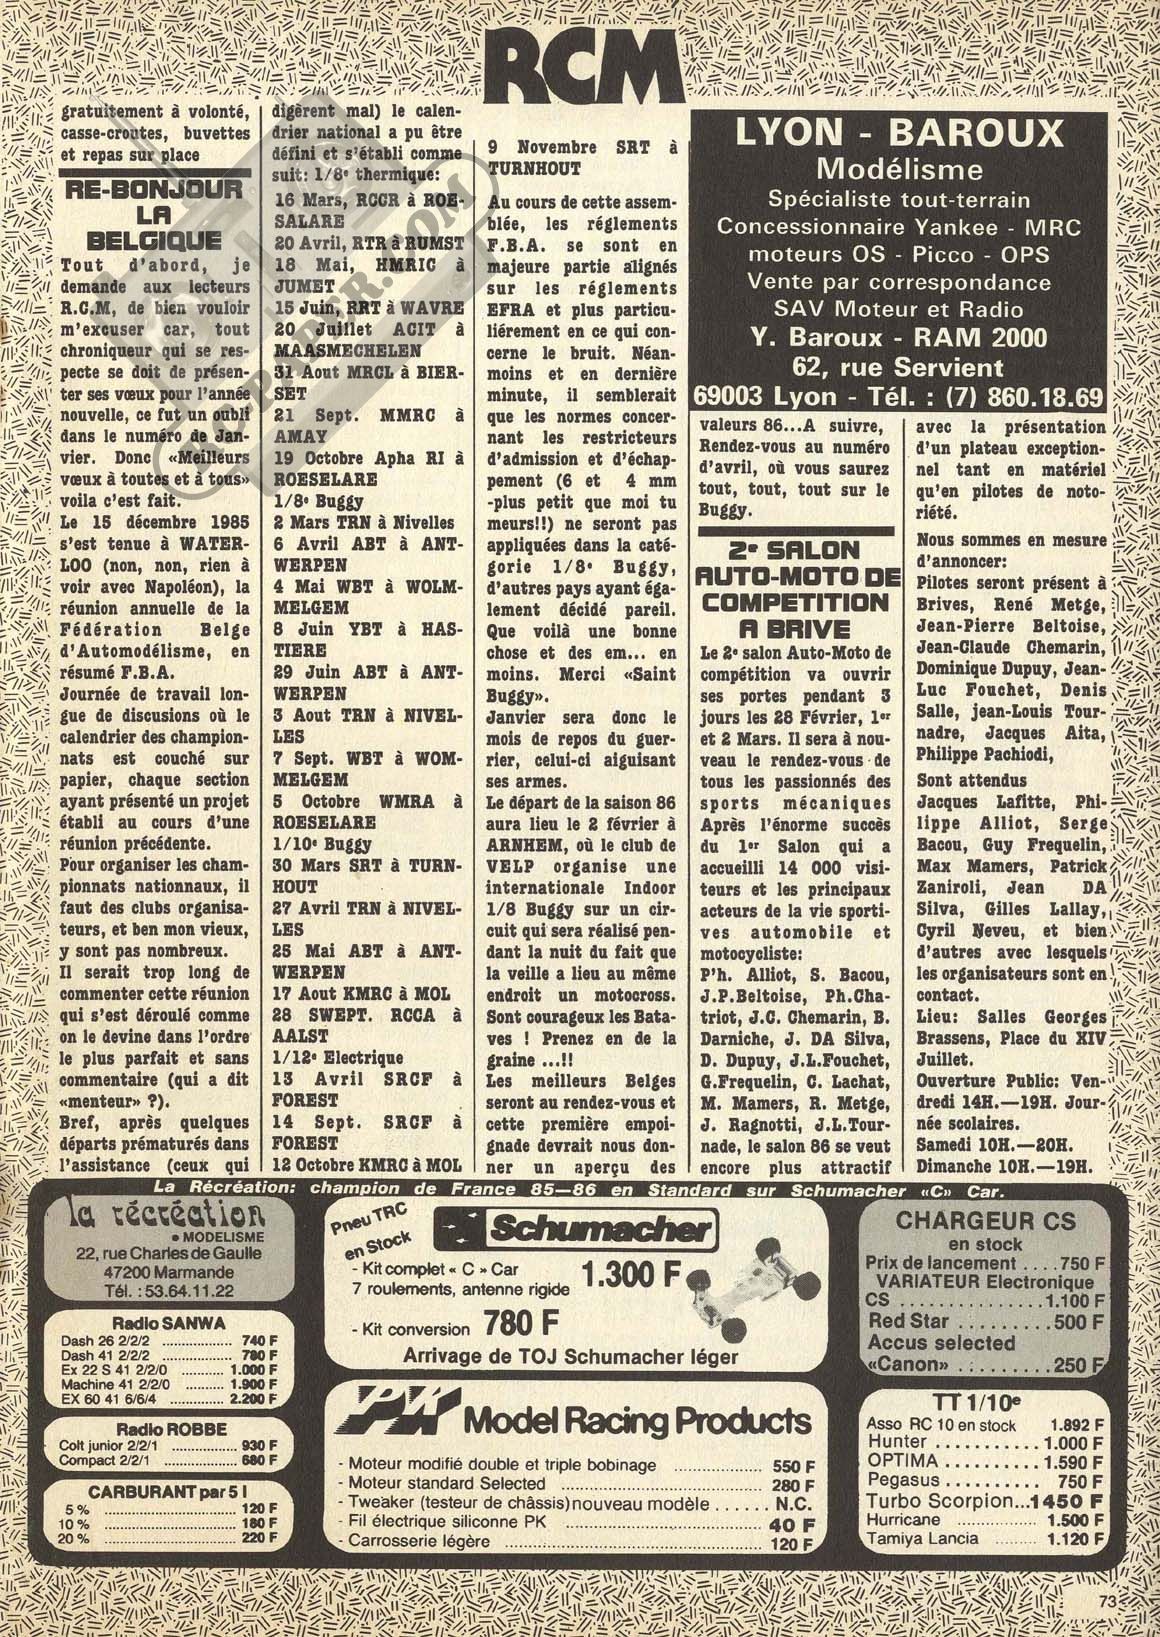 RCM
gratuitement à volonté,
casse-croutes, buvettes
et repas sur place
RE-BONJOUR
LA
BELGIQUE
Tout d'abord, je
demande aux lecteurs
R.C.M, de bien vouloir
m'excuser car, tout
chroniqueur qui se res-
pecte se doit de présen-
ter ses vœux pour l'année
nouvelle, ce fut un oubli
dans le numéro de Jan-
vier. Donc «Meilleurs
vœux à toutes et à tous»
voila c'est fait.
Le 15 décembre 1985
s'est tenue à WATER-
LOO (non, non, rien à
voir avec Napoléon), la
réunion annuelle de la
Fédération Belge
d'Automodélisme, en
résumé F.B.A.
Journée de travail lon-
gue de discusions où le
calendrier des champion-
nats est couché sur
papier, chaque section
ayant présenté un projet
établi au cours d'une
réunion précédente.
Pour organiser les cham-
pionnats nationnaux, il
faut des clubs organisa-
teurs, et ben mon vieux,
y sont pas nombreux.
Il serait trop long de
commenter cette réunion
qui s'est déroulé comme
on le devine dans l'ordre
le plus parfait et sans
commentaire (qui a dit
«menteur» ?).
Bref, après quelques
départs prématurés dans
l'assistance (ceux qui
digèrent mal) le calen-
drier national a pu être
défini et s'établi comme
suit: 1/8e thermique:
16 Mars, RCCR à ROE-
SALARE
20 Avril, RTR à RUMST
18 Mai, HMRIC à
JUMET
15 Juin, RRT à WAVRE
20 Juillet ACIT à
MAASMECHELEN
31 Aout MRCL à BIER-
SET
21 Sept. MMRC à
AMAY
19 Octobre Apha RI à
ROESELARE
1/8e Buggy
2 Mars TRN à Nivelles
6 Avril ABT à ANT-
WERPEN
4 Mai WBT à WOLM-
MELGEM
8 Juin YBT à HAS-
TIERE
29 Juin ABT à ANT-
WERPEN
3 Aout TRN à NIVEL-
LES
7 Sept. WBT à WOM-
MELGEM
5 Octobre WMRA à
ROESELARE
1/10e Buggy
30 Mars SRT à TURN-
HOUT
27 Avril TRN à NIVEL-
LES
25 Mai ABT à ANT-
WERPEN
17 Aout KMRC à MOL
28 SWEPT. RCCA à
AALST
1/12e Electrique
13 Avril SRCF à
FOREST
14 Sept. SRCF à
FOREST
12 Octobre KMRC à MOL
9 Novembre SRT à
TURNHOUT
Au cours de cette assem-
blée, les réglements
F.B.A. se sont en
majeure partie alignés
sur les réglements
EFRA et plus particu-
liérement en ce qui con-
cerne le bruit. Néan-
moins et en dernière
minute, il semblerait
que les normes concer-
nant les restricteurs
d'admission et d'échap-
pement (6 et 4 mm
-plus petit que moi tu
meurs!!) ne seront pas
appliquées dans la caté-
gorie 1/8e Buggy,
d'autres pays ayant éga-
lement décidé pareil.
Que voilà une bonne
chose et des em... en
moins. Merci «Saint
Buggy».
Janvier sera donc le
mois de repos du guer-
rier, celui-ci aiguisant
ses armes.
Le départ de la saison 86
aura lieu le 2 février à
ARNHEM, où le club de
VELP organise une
internationale Indoor
1/8 Buggy sur un cir-
cuit qui sera réalisé pen-
dant la nuit du fait que
la veille a lieu au même
endroit un motocross.
Sont courageux les Bata-
ves ! Prenez en de la
graine ...!!
Les meilleurs Belges
seront au rendez-vous et
cette première empoi-
gnade devrait nous don-
ner un aperçu des
LYON - BAROUX
Modélisme
Spécialiste tout-terrain
Concessionnaire Yankee - MRC
moteurs OS - Picco - OPS
Vente par correspondance
SAV Moteur et Radio
Y. Baroux - RAM 2000
62, rue Servient
69003 Lyon - Tél. : (7) 860.18.69
valeurs 86...A suivre,
Rendez-vous au numéro
d'avril, où vous saurez
tout, tout, tout sur le
Buggy.
2e SALON
AUTO-MOTO DE
COMPETITION
A BRIVE
Le 2e salon Auto-Moto de
compétition va ouvrir
ses portes pendant 3
jours les 28 Février, 1er
et 2 Mars. Il sera à nou-
veau le rendez-vous de
tous les passionnés des
sports mécaniques
Après l'énorme succès
du 1er Salon qui a
accueilli 14 000 visi-
teurs et les principaux
acteurs de la vie sporti-
ves automobile et
motocycliste:
P'h. Alliot, S. Bacou,
J.P.Beltoise, Ph.Cha-
triot, J.C. Chemarin, B.
Darniche, J. DA Silva,
D. Dupuy, J.L.Fouchet,
G.Frequelin, C. Lachat,
M. Mamers, R. Metge,
J. Ragnotti, J.L.Tour-
nade, le salon 86 se veut
encore plus attractif
avec la présentation
d'un plateau exception-
nel tant en matériel
qu'en pilotes de noto-
riété.
Nous sommes en mesure
d'annoncer:
Pilotes seront présent à
Brives, René Metge,
Jean-Pierre Beltoise,
Jean-Claude Chemarin,
Dominique Dupuy, Jean-
Luc Fouchet, Denis
Salle, jean-Louis Tour-
nadre, Jacques Aita,
Philippe Pachiodi,
Sont attendus
Jacques Lafitte, Phi-
lippe Alliot, Serge
Bacou, Guy Frequelin,
Max Mamers, Patrick
Zaniroli, Jean DA
Silva, Gilles Lallay,
Cyril Neveu, et bien
d'autres avec lesquels
les organisateurs sont en
contact.
Lieu: Salles Georges
Brassens, Place du XIV
Juillet.
Ouverture Public: Ven-
dredi 14H.—19H. Jour-
née scolaires.
Samedi 10H.—20H.
Dimanche 10H.—19H.
RCPAPER.COM
La Récréation: champion de France 85—86 en Standard sur Schumacher «C» Car.
la récréation
• MODELISME
22, rue Charles de Gaulle
47200 Marmande
Tél. : 53.64.11.22
Radio SANWA
Dash 26 2/2/2 ............ 740 F
Dash 41 2/2/2 ............ 790 F
Ex 22 S 41 2/2/0 .......... 1.000 F
Machine 41 2/2/0 .......... 1.900 F
EX 60 41 6/6/4 ............ 2.200 F
Radio ROBBE
Colt junior 2/2/1 ............ 930 F
Compact 2/2/1 ............ 680 F
CARBURANT par 5 l
5 % ............ 120 F
10 % ............ 180 F
20 % ............ 220 F
Pneu TRC
en Stock
Schumacher
- Kit complet « C » Car 1.300 F
7 roulements, antenne rigide
- Kit conversion 780 F
Arrivage de TOJ Schumacher léger
PK Model Racing Products
- Moteur modifié double et triple bobinage ............ 550 F
- Moteur standard Selected ............ 280 F
- Tweaker (testeur de châssis) nouveau modèle ...... N.C.
- Fil électrique siliconne PK ............ 40 F
- Carrosserie légère ............ 120 F
CHARGEUR CS
en stock
Prix de lancement ....750 F
VARIATEUR Electronique
CS ...............1.100 F
Red Star .........500 F
Accus selected
«Canon» .........250 F
TT 1/10e
Asso RC 10 en stock 1.892 F
Hunter ........... 1.000 F
OPTIMA ........... 1.590 F
Pegasus ........... 750 F
Turbo Scorpion...1450 F
Hurricane ............ 1.500 F
Tamiya Lancia ............ 1.120 F
73